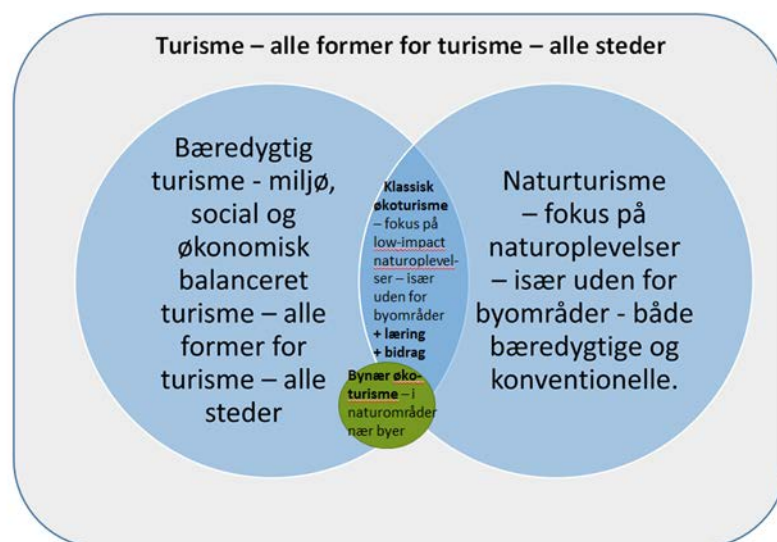 Turisme – alle former for turisme – alle steder
Bæredygtig
turisme - miljø,
social og
økonomisk
balanceret
turisme – alle
former for
turisme – alle
steder
Klassisk
økoturisme
– fokus på
low-impact
naturoplevel-
ser – især
uden for
byområder
+ læring
+ bidrag
Bynær øko-
turisme – i
naturområder
nær byer
Naturturisme
– fokus på
naturoplevelser
– især uden for
byområder - både
bæredygtige og
konventionelle.